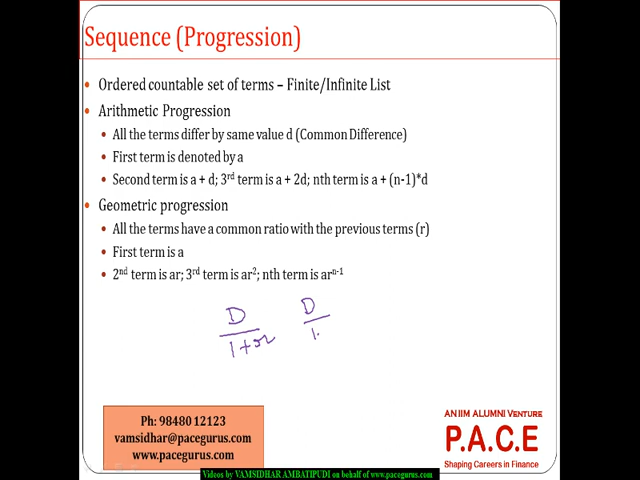 Sequence (Progression)
• Ordered countable set of terms – Finite/Infinite List
• Arithmetic Progression
• All the terms differ by same value d (Common Difference)
• First term is denoted by a
• Second term is a + d; 3rd term is a + 2d; nth term is a + (n-1)*d
• Geometric progression
• All the terms have a common ratio with the previous terms (r)
• First term is a
• 2nd term is ar; 3rd term is ar2; nth term is arn-1
D D
1+r 1
Ph: 98480 12123
vamsidhar@pacegurus.com
www.pacegurus.com
AN IIM ALUMNI VENTURE
P.A.C.E
Shaping Careers in Finance
Videos by VAMSIDHAR AMBATIPUDI on behalf of www.pacegurus.com